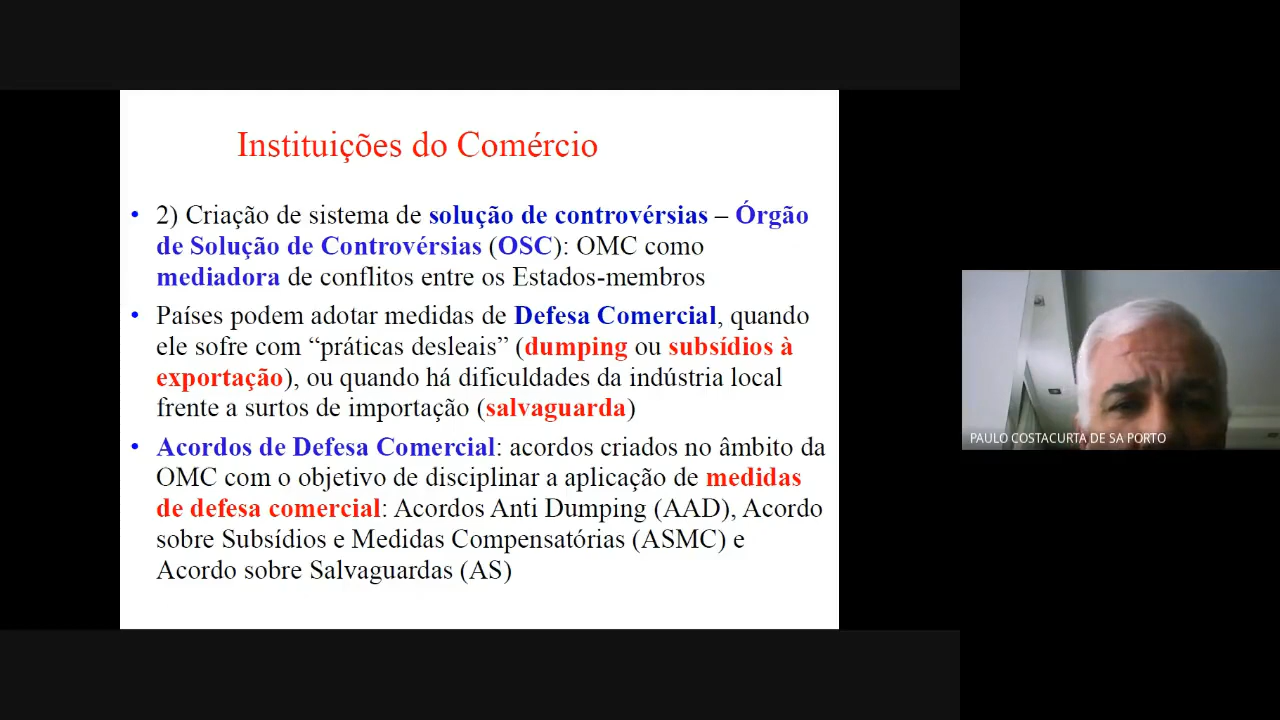 Instituições do Comércio
• 2) Criação de sistema de solução de controvérsias – Órgão
de Solução de Controvérsias (OSC): OMC como
mediadora de conflitos entre os Estados-membros
• Países podem adotar medidas de Defesa Comercial, quando
ele sofre com “práticas desleais” (dumping ou subsídios à
exportação), ou quando há dificuldades da indústria local
frente a surtos de importação (salvaguarda)
• Acordos de Defesa Comercial: acordos criados no âmbito da
OMC com o objetivo de disciplinar a aplicação de medidas
de defesa comercial: Acordos Anti Dumping (AAD), Acordo
sobre Subsídios e Medidas Compensatórias (ASMC) e
Acordo sobre Salvaguardas (AS)
PAULO COSTACURTA DE SA PORTO